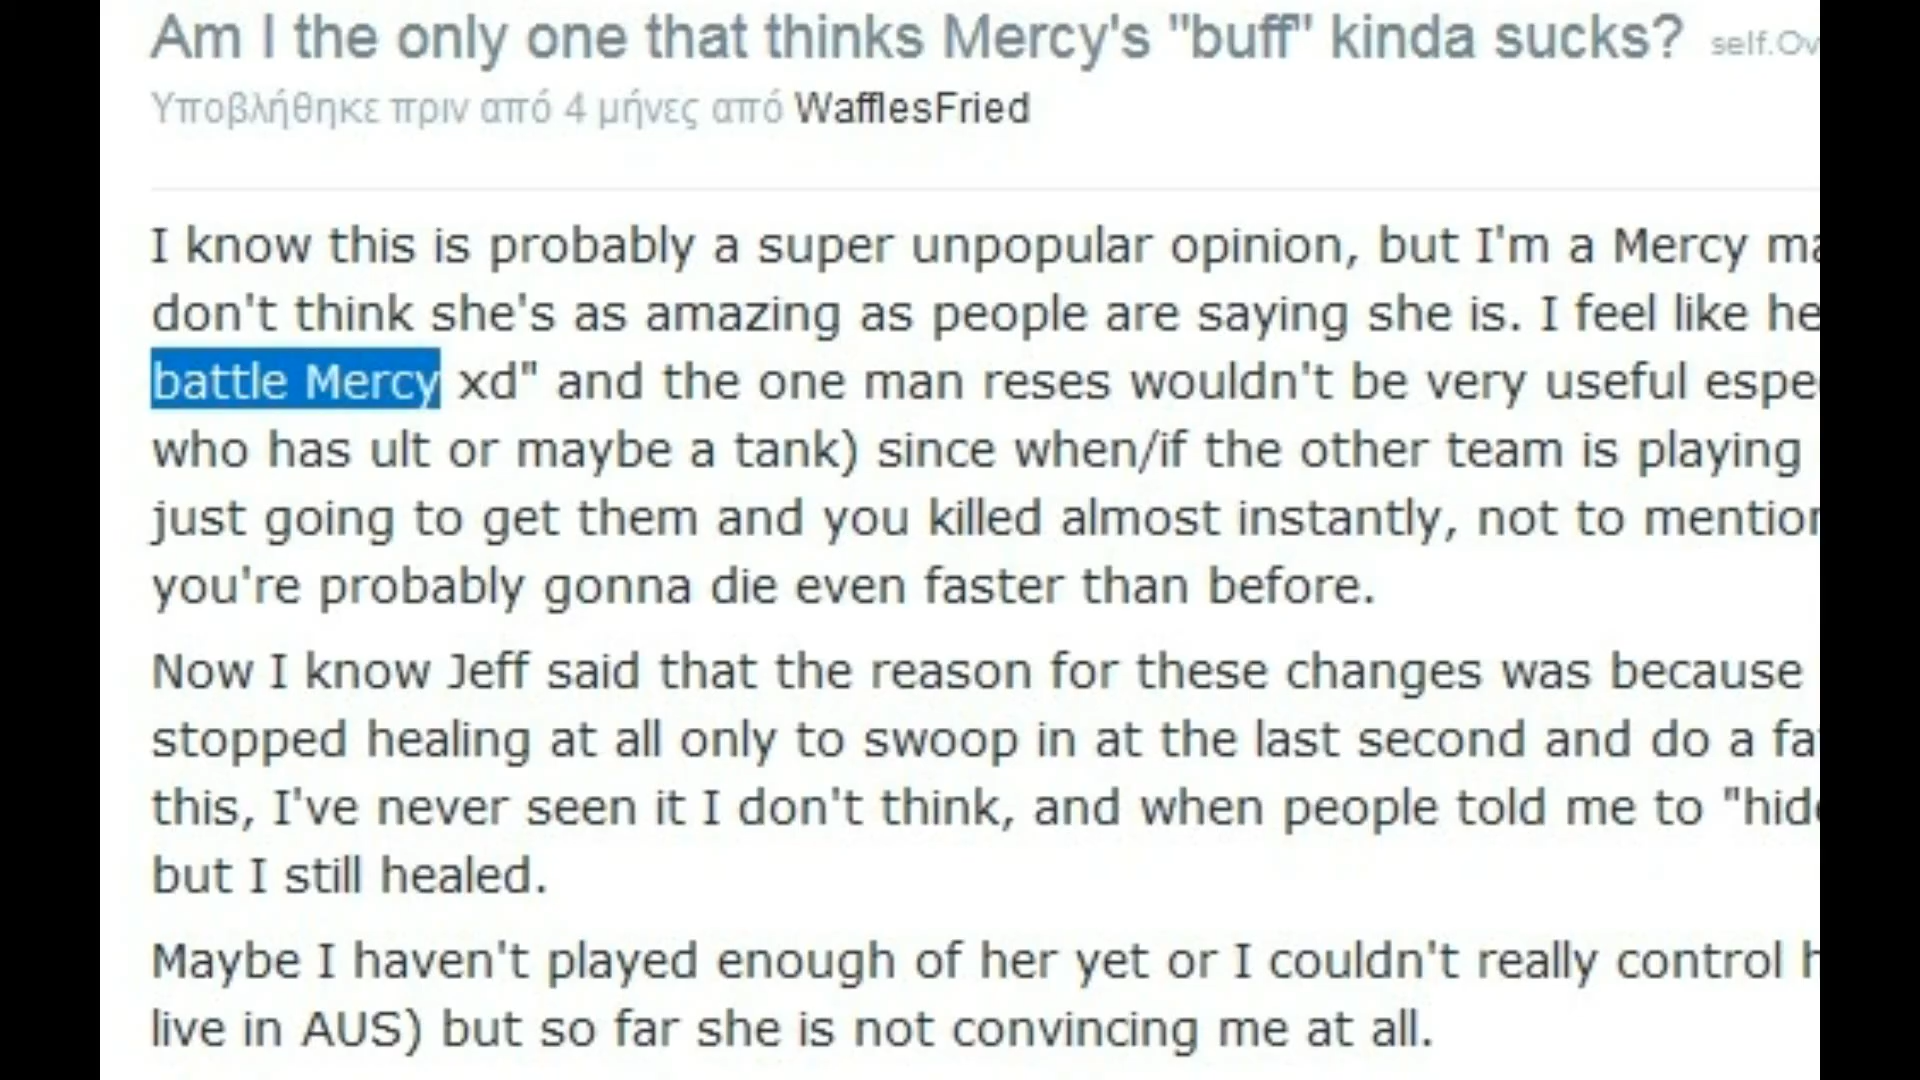 Am I the only one that thinks Mercy's "buff" kinda sucks? self.Ov
Υποβλήθηκε πριν από 4 μήνες από WafflesFried
I know this is probably a super unpopular opinion, but I'm a Mercy ma
don't think she's as amazing as people are saying she is. I feel like he
battle Mercy xd" and the one man reses wouldn't be very useful espe
who has ult or maybe a tank) since when/if the other team is playing
just going to get them and you killed almost instantly, not to mention
you're probably gonna die even faster than before.
Now I know Jeff said that the reason for these changes was because
stopped healing at all only to swoop in at the last second and do a fa
this, I've never seen it I don't think, and when people told me to "hide
but I still healed.
Maybe I haven't played enough of her yet or I couldn't really control h
live in AUS) but so far she is not convincing me at all.